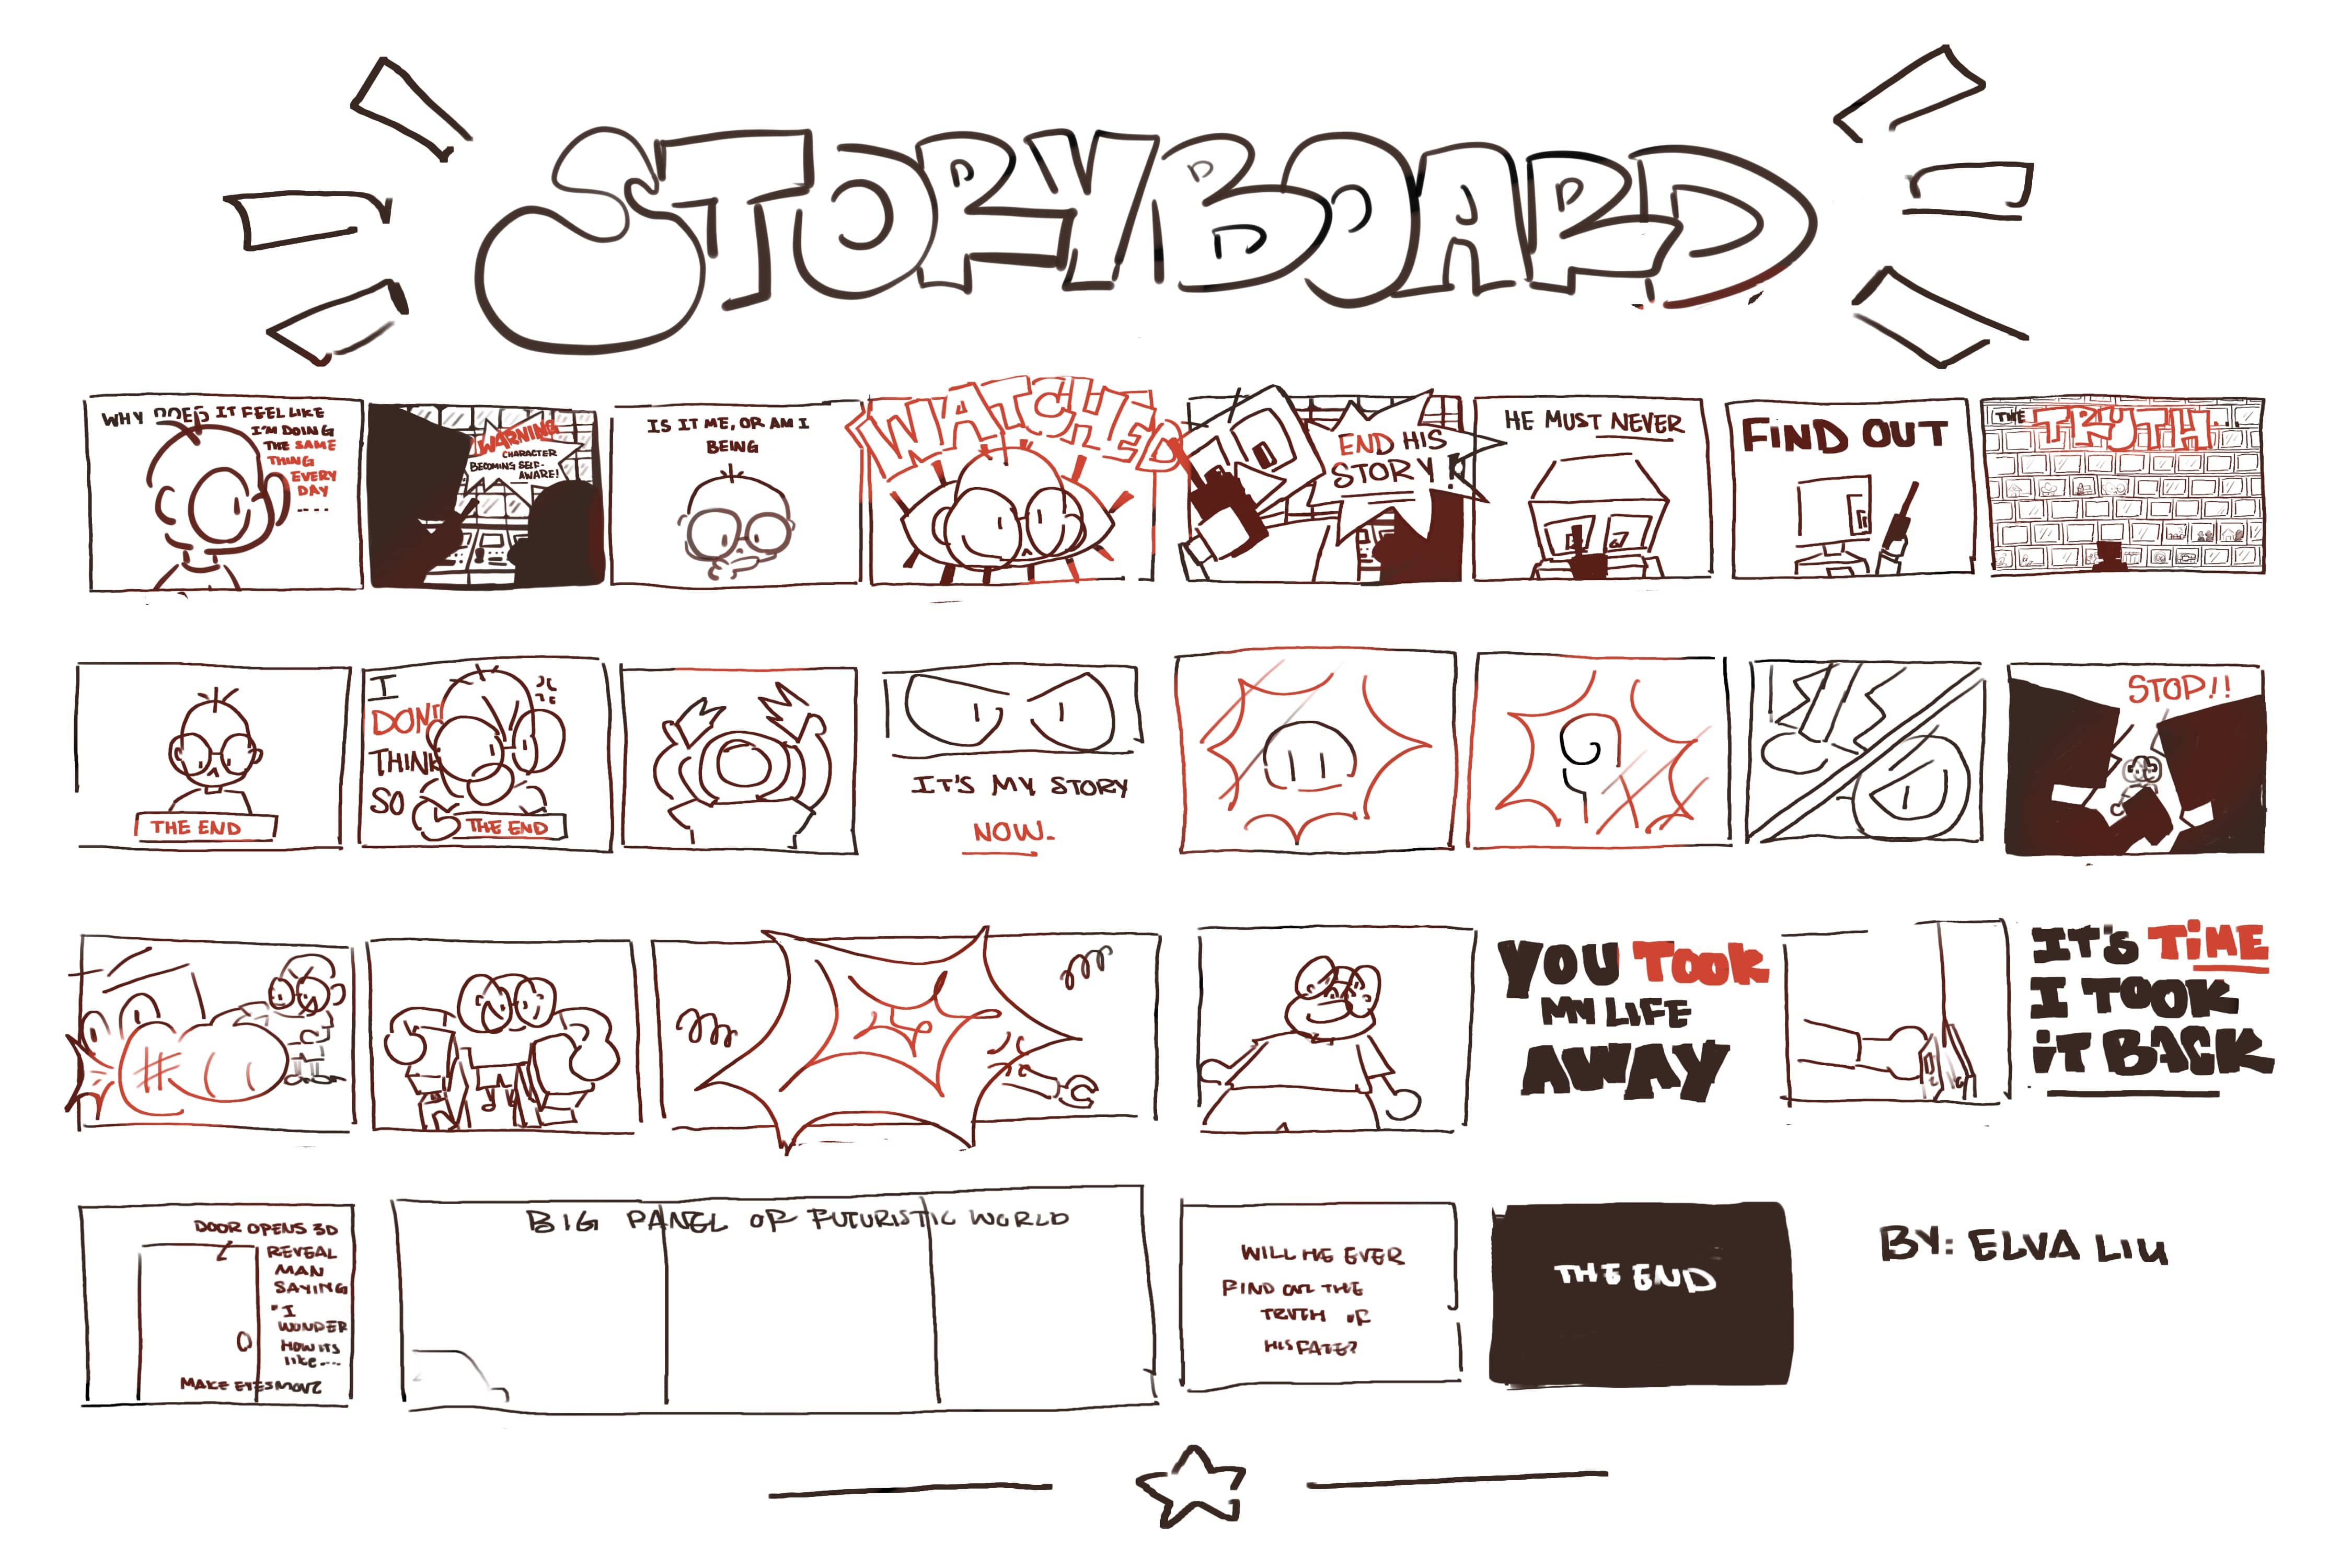 STORYBOARD
WHY DOES IT FEEL LIKE
I'M DOING
THE SAME
THING
EVERY
DAY
....
WARNING
CHARACTER
BECOMING SELF-
AWARE!
IS IT ME, OR AM I
BEING
WATCHED
END HIS
STORY!
HE MUST NEVER
FIND OUT
THE TRUTH...
THE END
I
DON'T
THINK
SO
THE END
IT'S MY STORY
NOW.
STOP!!
YOU TOOK
MY LIFE
AWAY
IT'S TIME
I TOOK
IT BACK
DOOR OPENS 3D
REVEAL
MAN
SAYING
"I
WONDER
HOW ITS
like....
MAKE EYES MOVE
BIG PANEL OF FUTURISTIC WORLD
WILL HE EVER
FIND OUT THE
TRUTH OF
HIS FATE?
THE END
BY: ELVA LIU